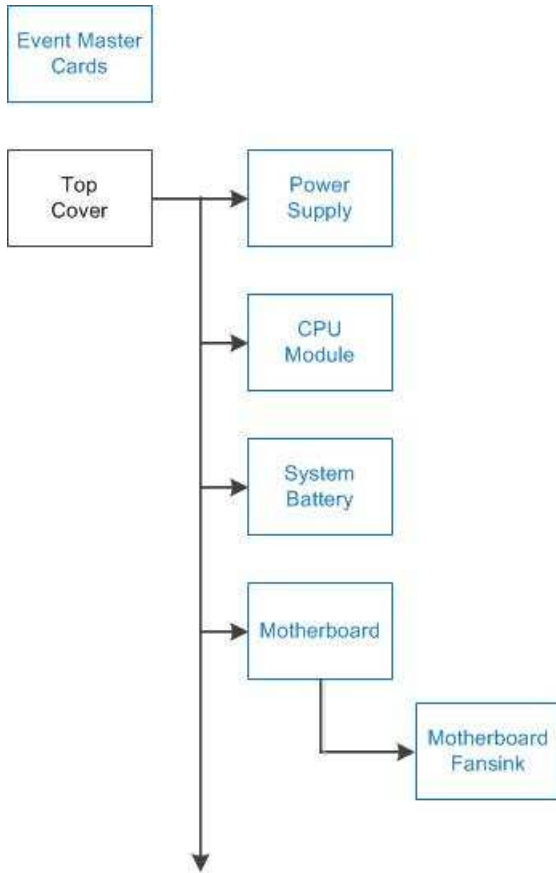 Event Master
Cards
Top
Cover
Power
Supply
CPU
Module
System
Battery
Motherboard
Motherboard
Fansink